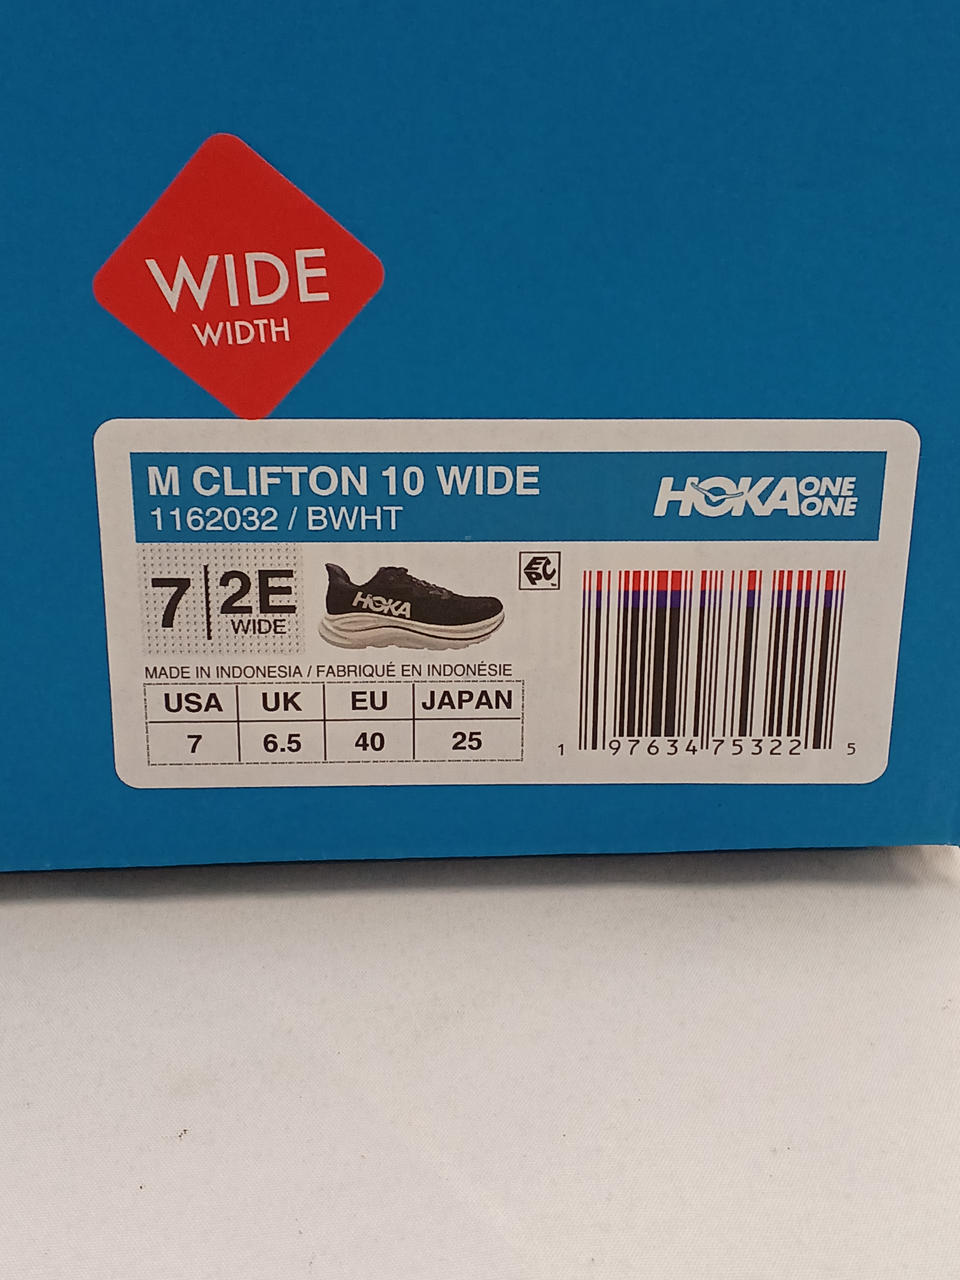 WIDE
WIDTH
M CLIFTON 10 WIDE
1162032 / BWHT
HOKA ONE ONE
7 | 2E
WIDE
HOKA
EPC
MADE IN INDONESIA / FABRIQUÉ EN INDONÉSIE
USA UK EU JAPAN
7 6.5 40 25
1 97634 75322 5